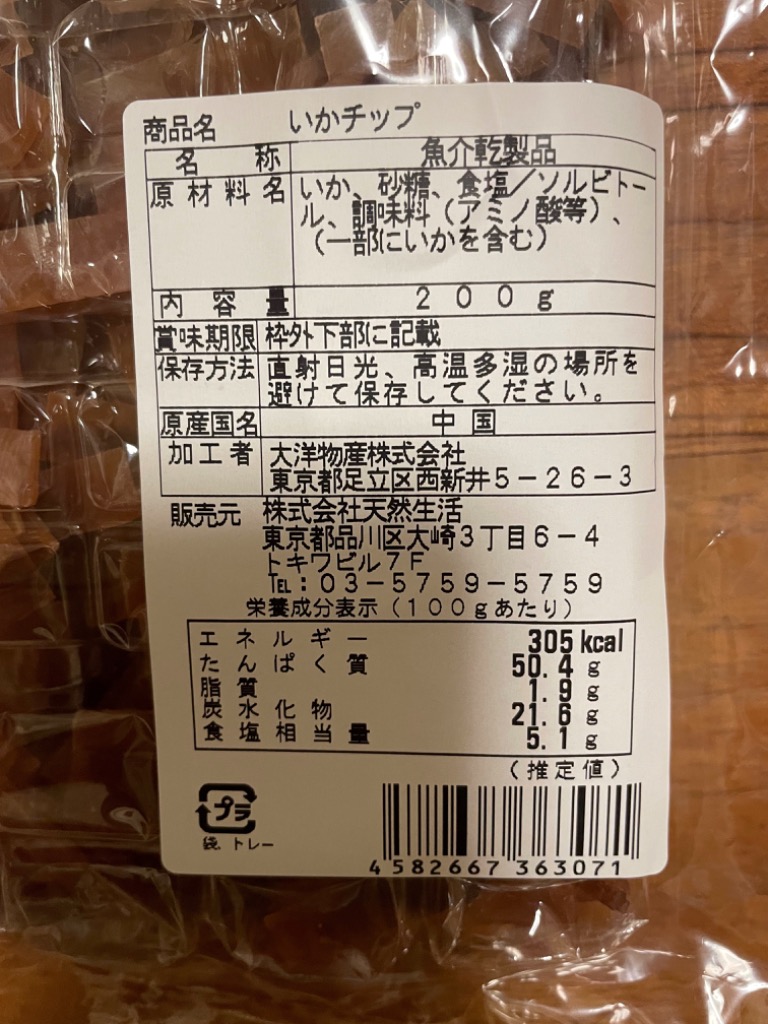 商品名 いかチップ
名称 魚介乾製品
原材料名 いか、砂糖、食塩／ソルビトー
ル、調味料（アミノ酸等）、
（一部にいかを含む）
内容量 200g
賞味期限 枠外下部に記載
保存方法 直射日光、高温多湿の場所を
避けて保存してください。
原産国名 中国
加工者 大洋物産株式会社
東京都足立区西新井5－26－3
販売元 株式会社天然生活
東京都品川区大崎3丁目6－4
トキワビル7F
℡：03－5759－5759
栄養成分表示（100gあたり）
エネルギー 305kcal
たんぱく質 50.4g
脂質 1.9g
炭水化物 21.6g
食塩相当量 5.1g
（推定値）
プラ
袋、トレー
4582667363071